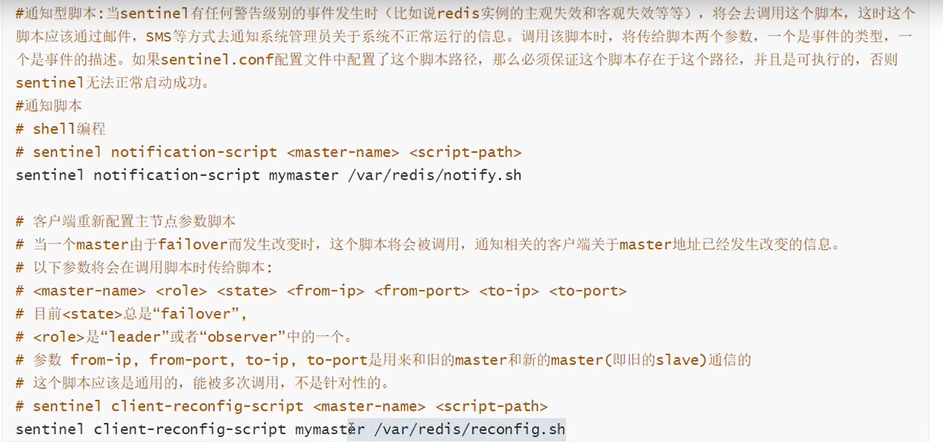 #通知型脚本:当sentinel有任何警告级别的事件发生时（比如说redis实例的主观失效和客观失效等等），将会去调用这个脚本，这时这个
脚本应该通过邮件，SMS等方式去通知系统管理员关于系统不正常运行的信息。调用该脚本时，将传给脚本两个参数，一个是事件的类型，一
个是事件的描述。如果sentinel.conf配置文件中配置了这个脚本路径，那么必须保证这个脚本存在于这个路径，并且是可执行的，否则
sentinel无法正常启动成功。
#通知脚本
# shell编程
# sentinel notification-script <master-name> <script-path>
sentinel notification-script mymaster /var/redis/notify.sh
# 客户端重新配置主节点参数脚本
# 当一个master由于failover而发生改变时，这个脚本将会被调用，通知相关的客户端关于master地址已经发生改变的信息。
# 以下参数将会在调用脚本时传给脚本:
# <master-name> <role> <state> <from-ip> <from-port> <to-ip> <to-port>
# 目前<state>总是“failover”,
# <role>是“leader”或者“observer”中的一个。
# 参数 from-ip, from-port, to-ip, to-port是用来和旧的master和新的master(即旧的slave)通信的
# 这个脚本应该是通用的，能被多次调用，不是针对性的。
# sentinel client-reconfig-script <master-name> <script-path>
sentinel client-reconfig-script mymaster /var/redis/reconfig.sh